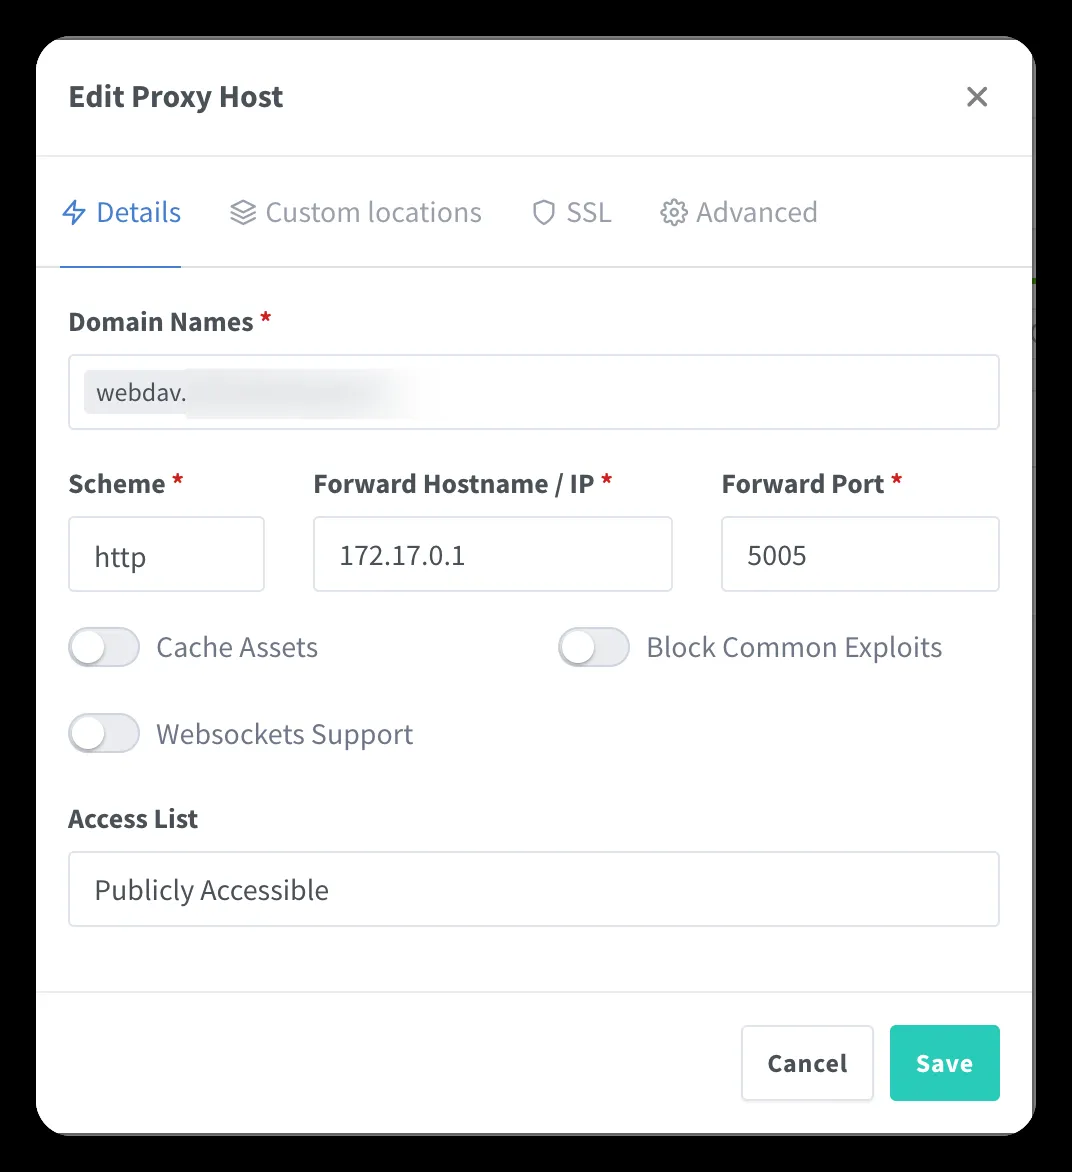 Edit Proxy Host
Details Custom locations SSL Advanced
Domain Names *
webdav.
Scheme * Forward Hostname / IP * Forward Port *
http 172.17.0.1 5005
Cache Assets Block Common Exploits
Websockets Support
Access List
Publicly Accessible
Cancel Save